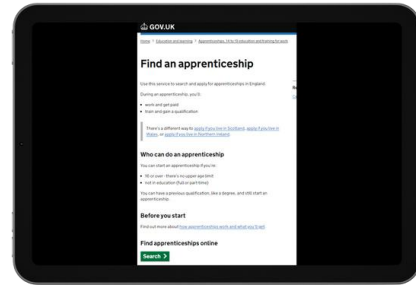 GOV.UK
Home > Education and learning > Apprenticeships, 14 to 19 education and training for work
Find an apprenticeship
Use this service to search and apply for apprenticeships in England.
During an apprenticeship, you'll:
• work and get paid
• train and gain a qualification
There's a different way to apply if you live in Scotland, apply if you live in
Wales, or apply if you live in Northern Ireland.
Who can do an apprenticeship
You can start an apprenticeship if you're:
• 16 or over - there's no upper age limit
• not in education (full or part time)
You can have a previous qualification, like a degree, and still start an
apprenticeship.
Before you start
Find out more about how apprenticeships work and what you'll get.
Find apprenticeships online
Search >